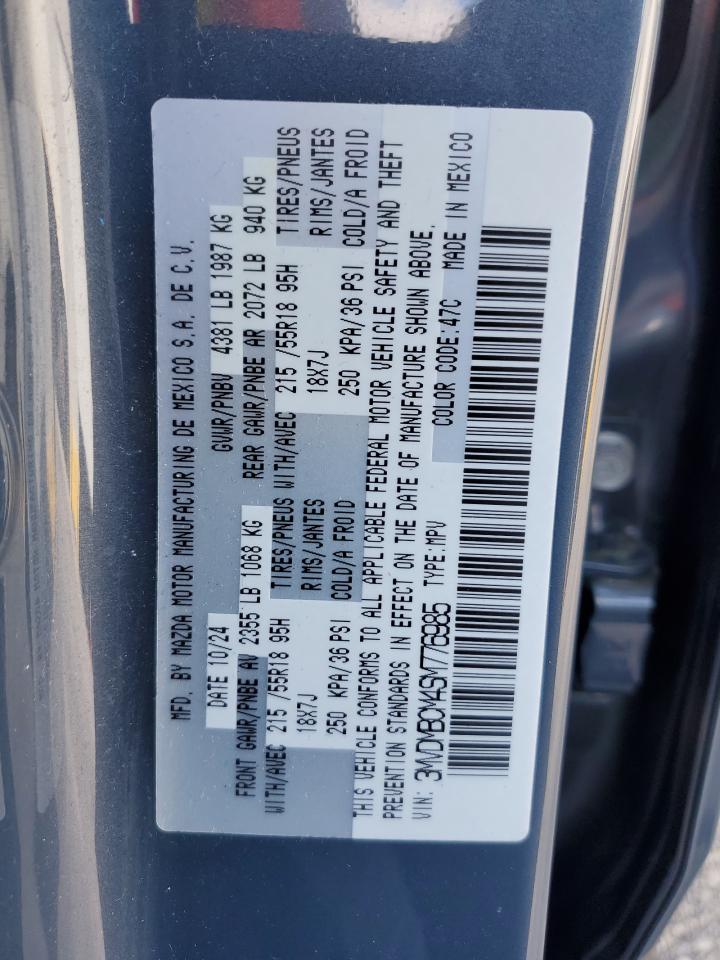 MFD. BY MAZDA MOTOR MANUFACTURING DE MEXICO S.A. DE C.V.
DATE 10/24 GVWR/PNBV 4381 LB 1987 KG
FRONT GAWR/PNBE AV 2355 LB 1068 KG REAR GAWR/PNBE AR 2072 LB 940 KG
WITH/AVEC 215 /55R18 95H TIRES/PNEUS WITH/AVEC 215 /55R18 95H TIRES/PNEUS
18X7J RIMS/JANTES 18X7J RIMS/JANTES
250 KPA/36 PSI COLD/A FROID 250 KPA/36 PSI COLD/A FROID
THIS VEHICLE CONFORMS TO ALL APPLICABLE FEDERAL MOTOR VEHICLE SAFETY AND THEFT
PREVENTION STANDARDS IN EFFECT ON THE DATE OF MANUFACTURE SHOWN ABOVE.
VIN: 3MVDMBCM4SM776985 TYPE:MPV COLOR CODE:47C MADE IN MEXICO